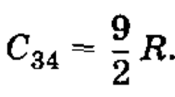 C₃₄ = 9/2 R.